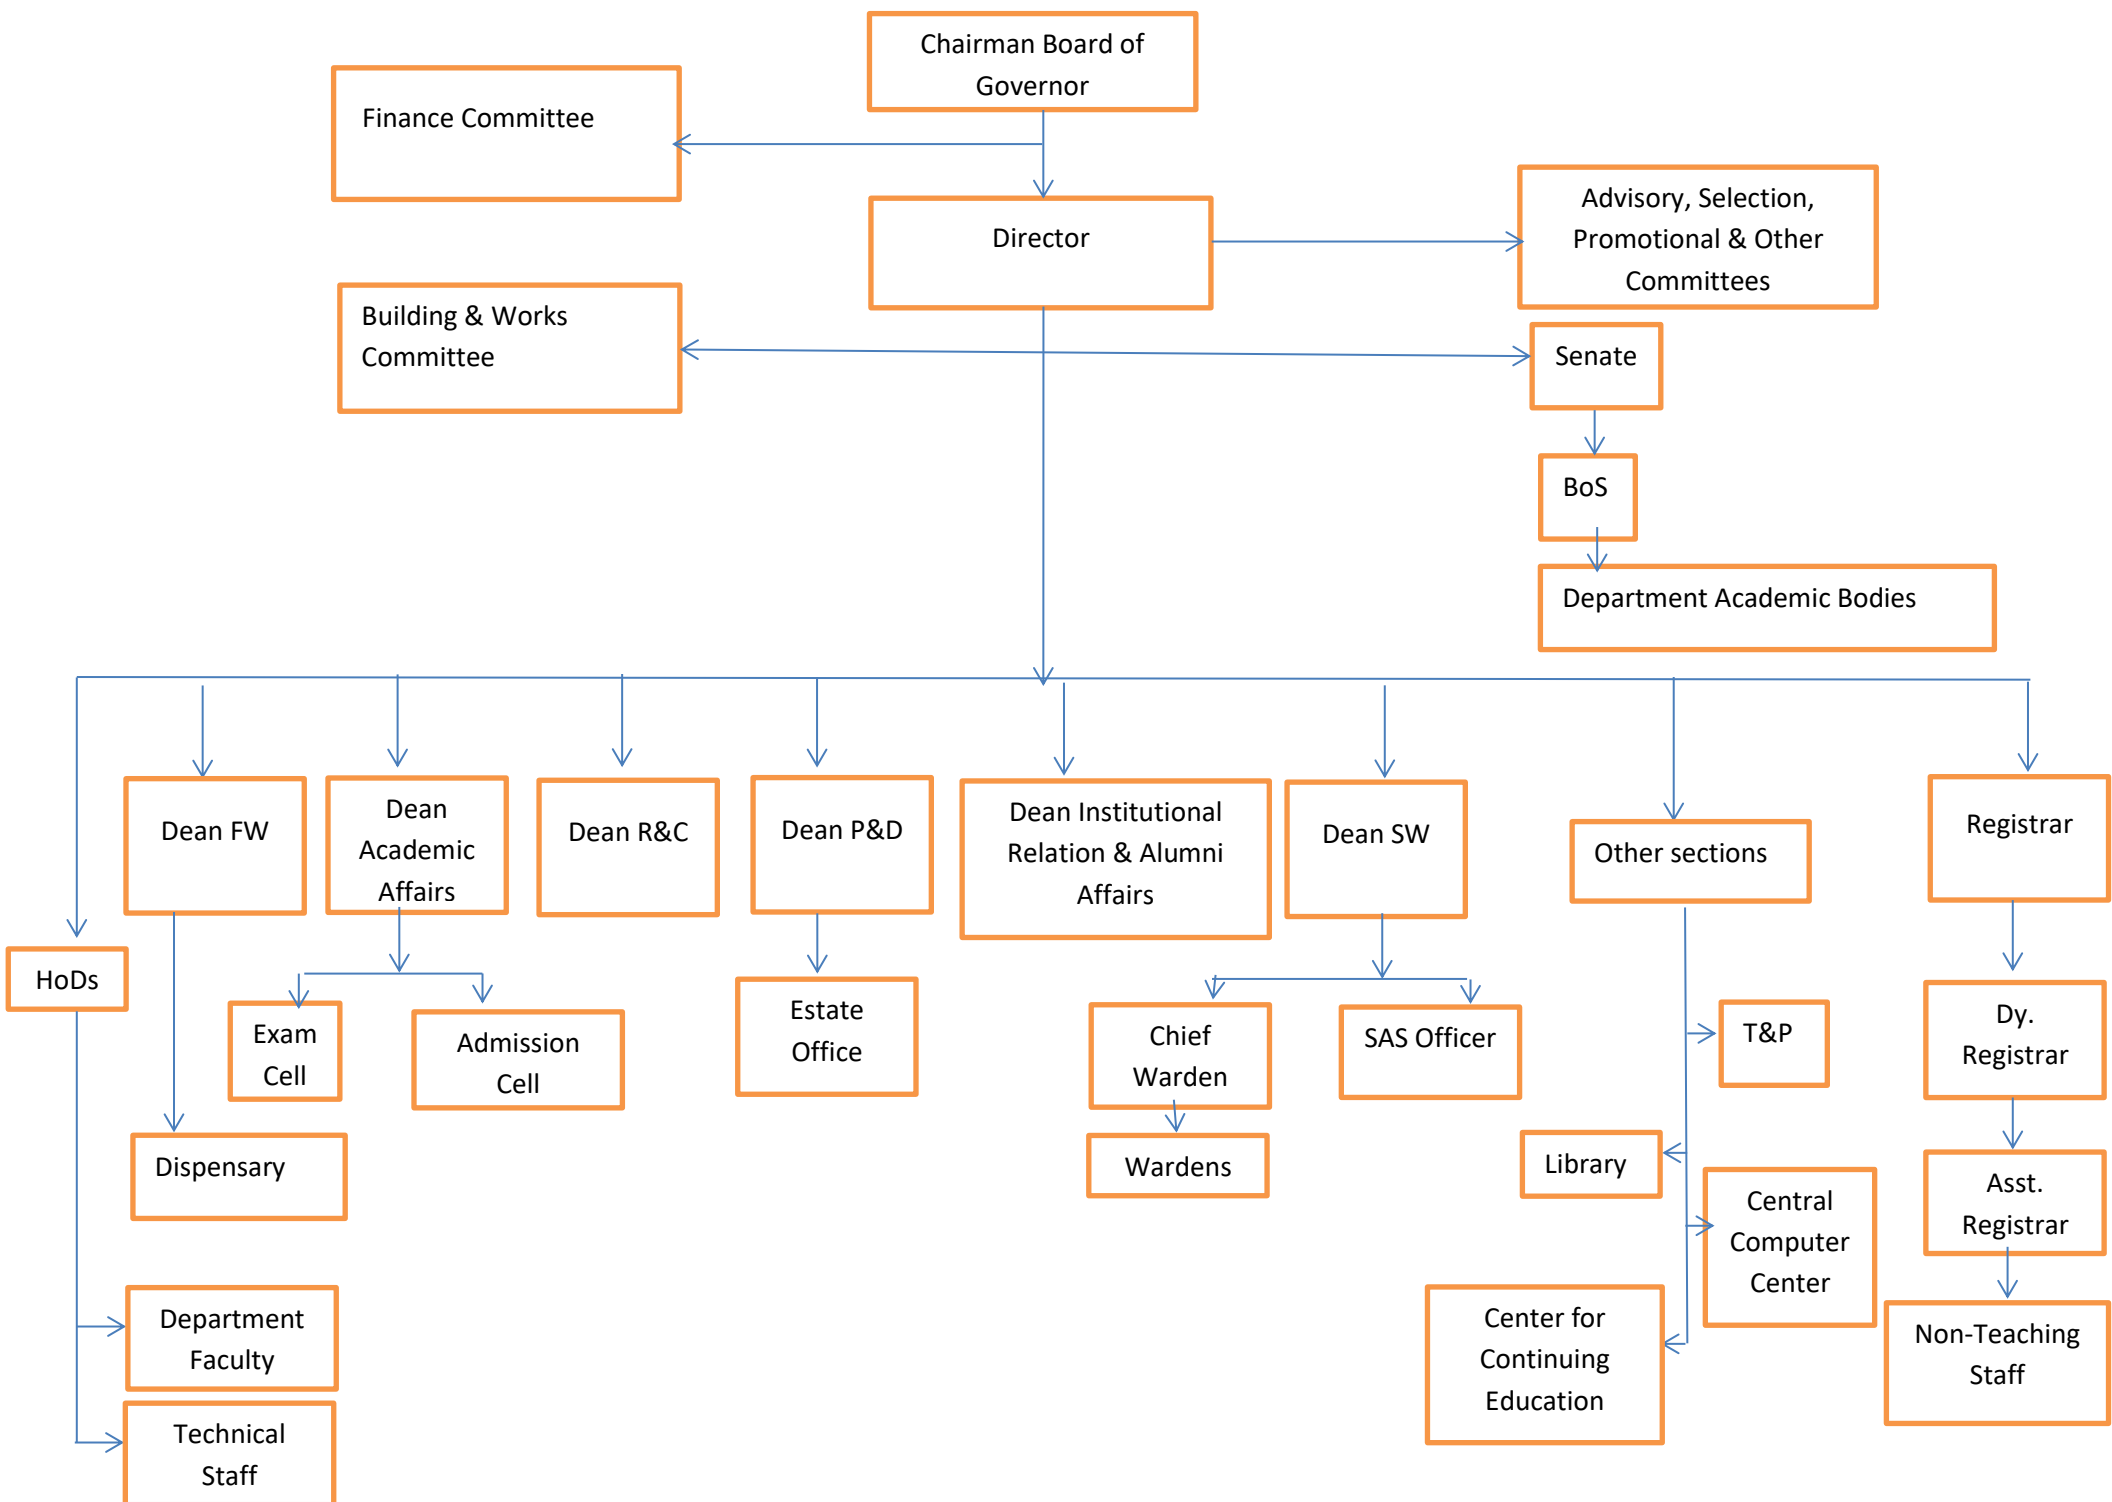 Chairman Board of
Governor
Finance Committee
Director
Advisory, Selection,
Promotional & Other
Committees
Building & Works
Committee
Senate
BoS
Department Academic Bodies
HoDs
Dean FW
Dean
Academic
Affairs
Dean R&C
Dean P&D
Dean Institutional
Relation & Alumni
Affairs
Dean SW
Other sections
Registrar
Exam
Cell
Admission
Cell
Estate
Office
Chief
Warden
SAS Officer
T&P
Dy.
Registrar
Dispensary
Wardens
Library
Central
Computer
Center
Asst.
Registrar
Department
Faculty
Center for
Continuing
Education
Non-Teaching
Staff
Technical
Staff